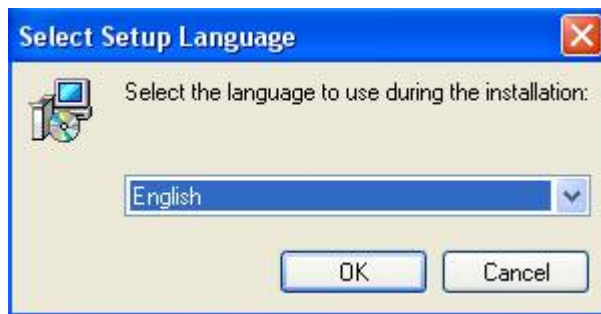 Select Setup Language
Select the language to use during the installation:
English
OK
Cancel